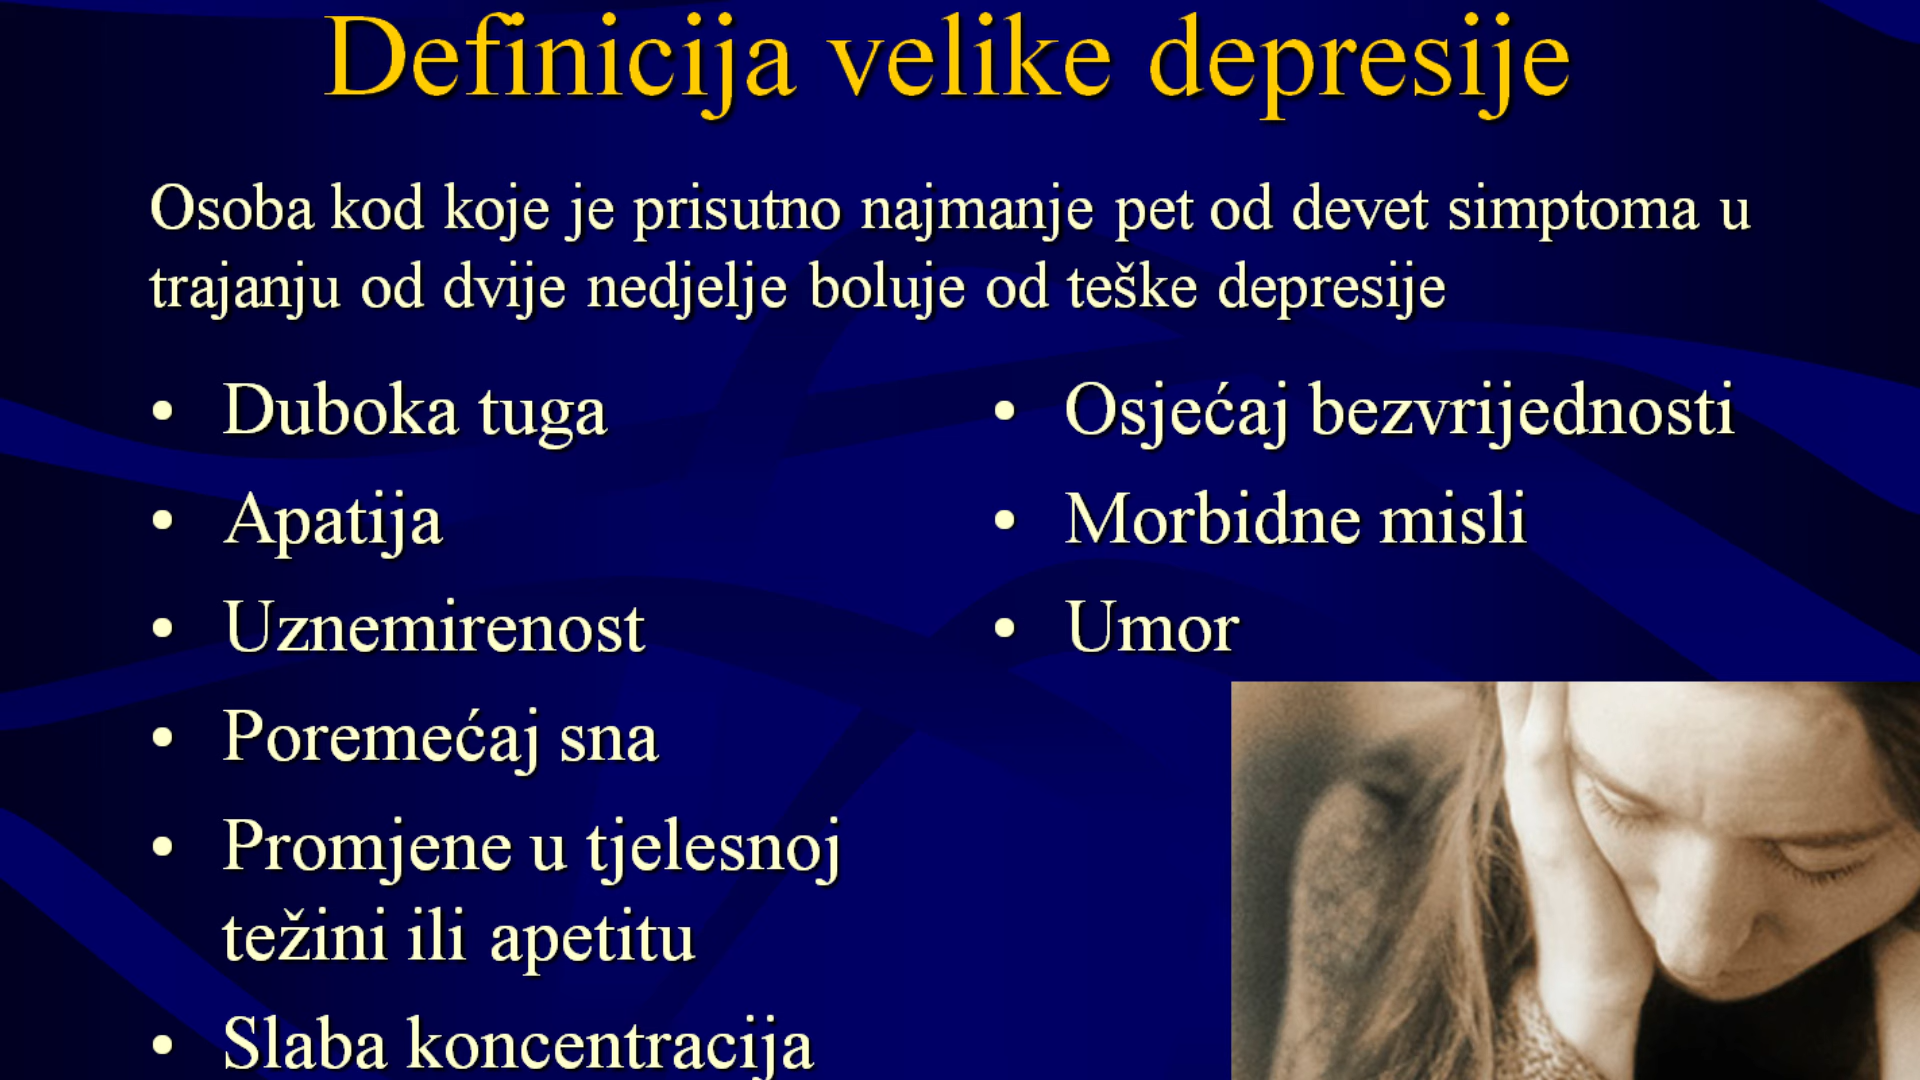 Definicija velike depresije
Osoba kod koje je prisutno najmanje pet od devet simptoma u
trajanju od dvije nedjelje boluje od teške depresije
• Duboka tuga
• Apatija
• Uznemirenost
• Poremećaj sna
• Promjene u tjelesnoj
težini ili apetitu
• Slaba koncentracija
• Osjećaj bezvrijednosti
• Morbidne misli
• Umor